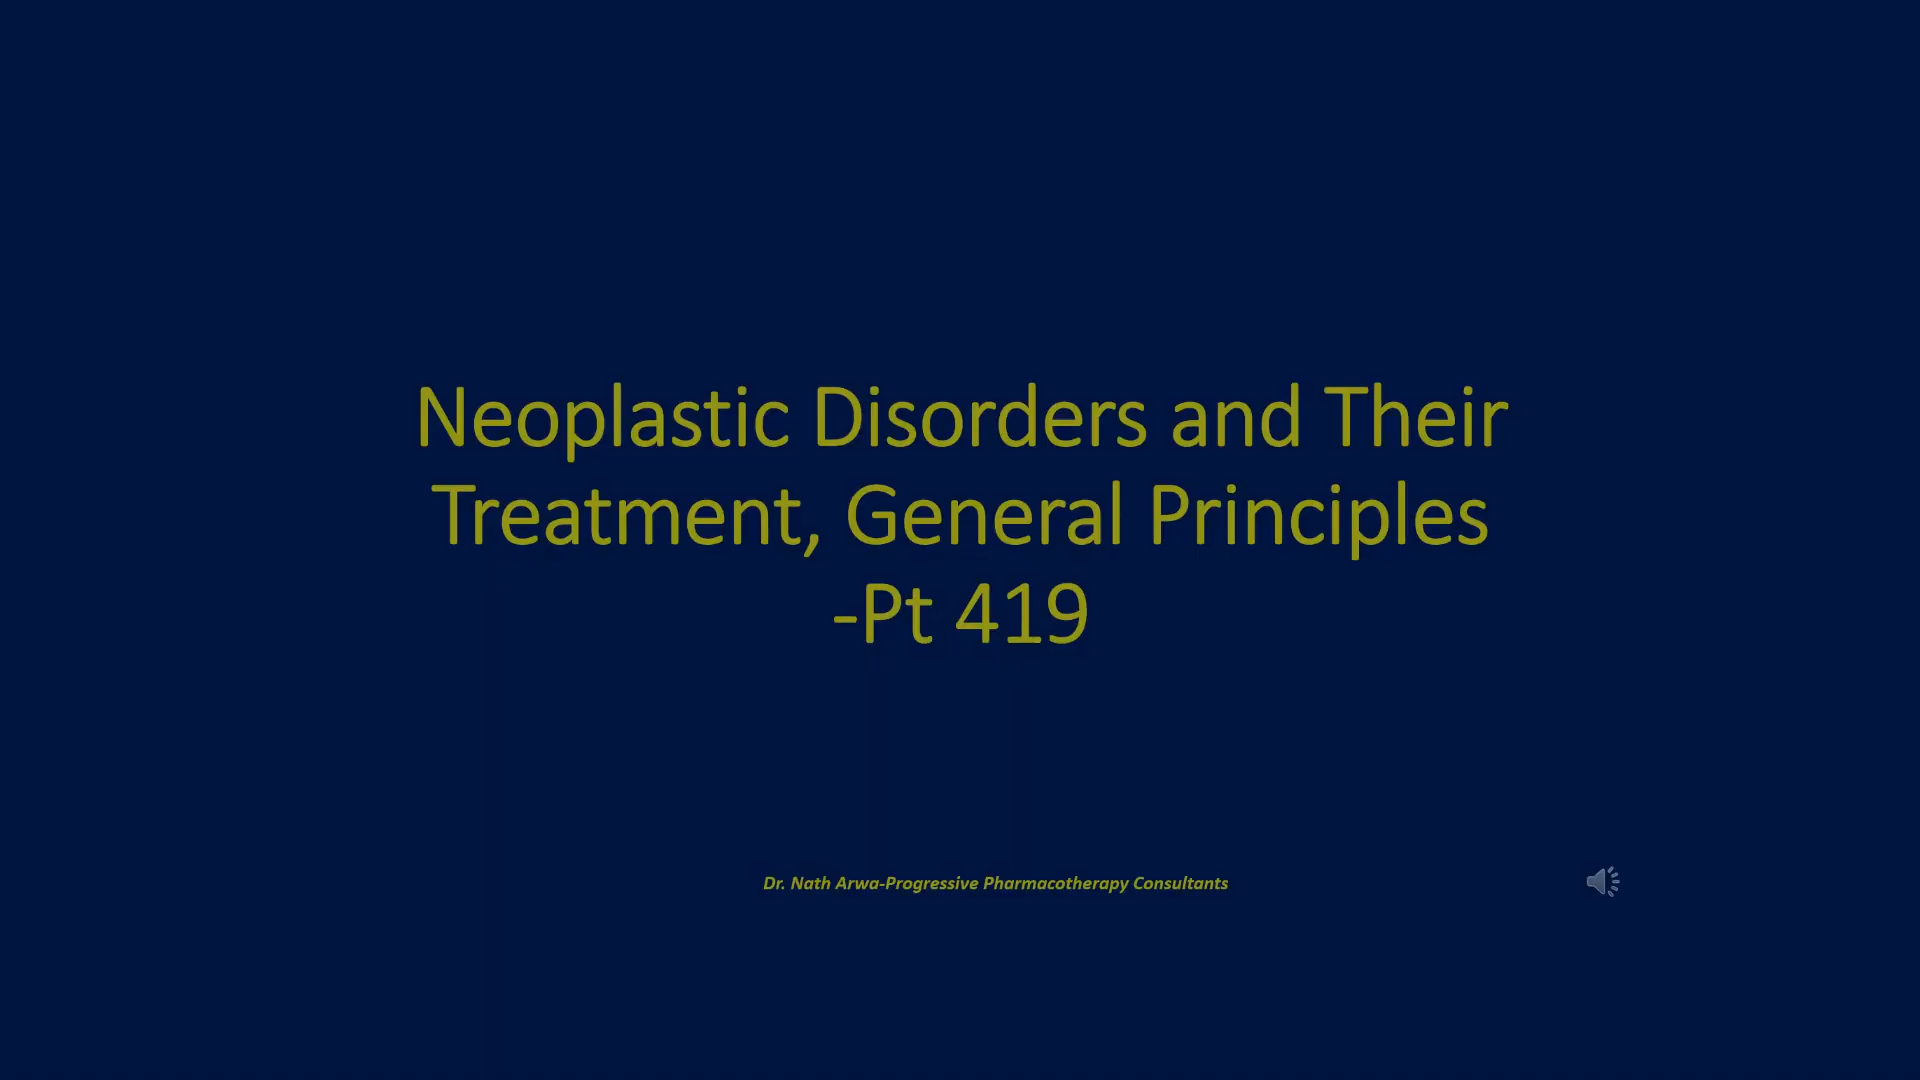 Neoplastic Disorders and Their
Treatment, General Principles
-Pt 419
Dr. Nath Arwa-Progressive Pharmacotherapy Consultants